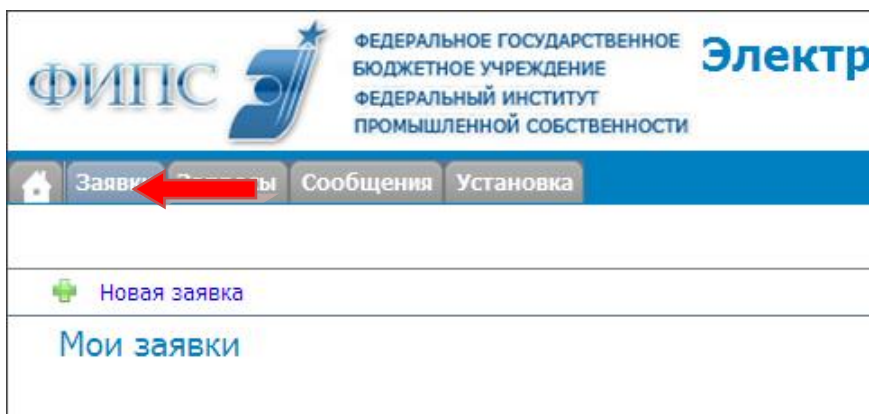 ФИПС
ФЕДЕРАЛЬНОЕ ГОСУДАРСТВЕННОЕ
БЮДЖЕТНОЕ УЧРЕЖДЕНИЕ
ФЕДЕРАЛЬНЫЙ ИНСТИТУТ
ПРОМЫШЛЕННОЙ СОБСТВЕННОСТИ
Электр
Сообщения Установка
Новая заявка
Мои заявки